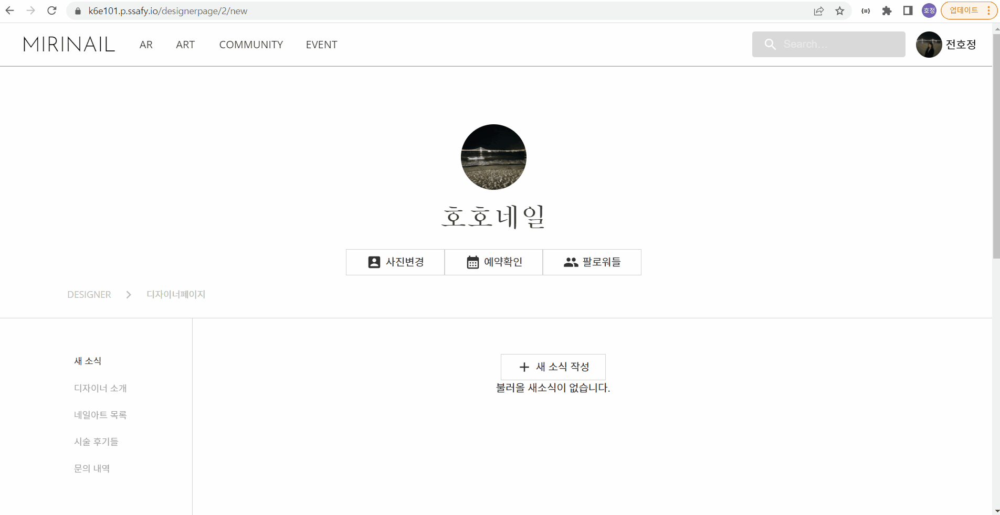 k6e101.p.ssafy.io/designerpage/2/new
호정
업데이트
MIRINAIL AR ART COMMUNITY EVENT Search... 전호정
호호네일
사진변경 예약확인 팔로워들
DESIGNER > 디자이너페이지
새 소식
+ 새 소식 작성
불러올 새소식이 없습니다.
디자이너 소개
네일아트 목록
시술 후기들
문의 내역